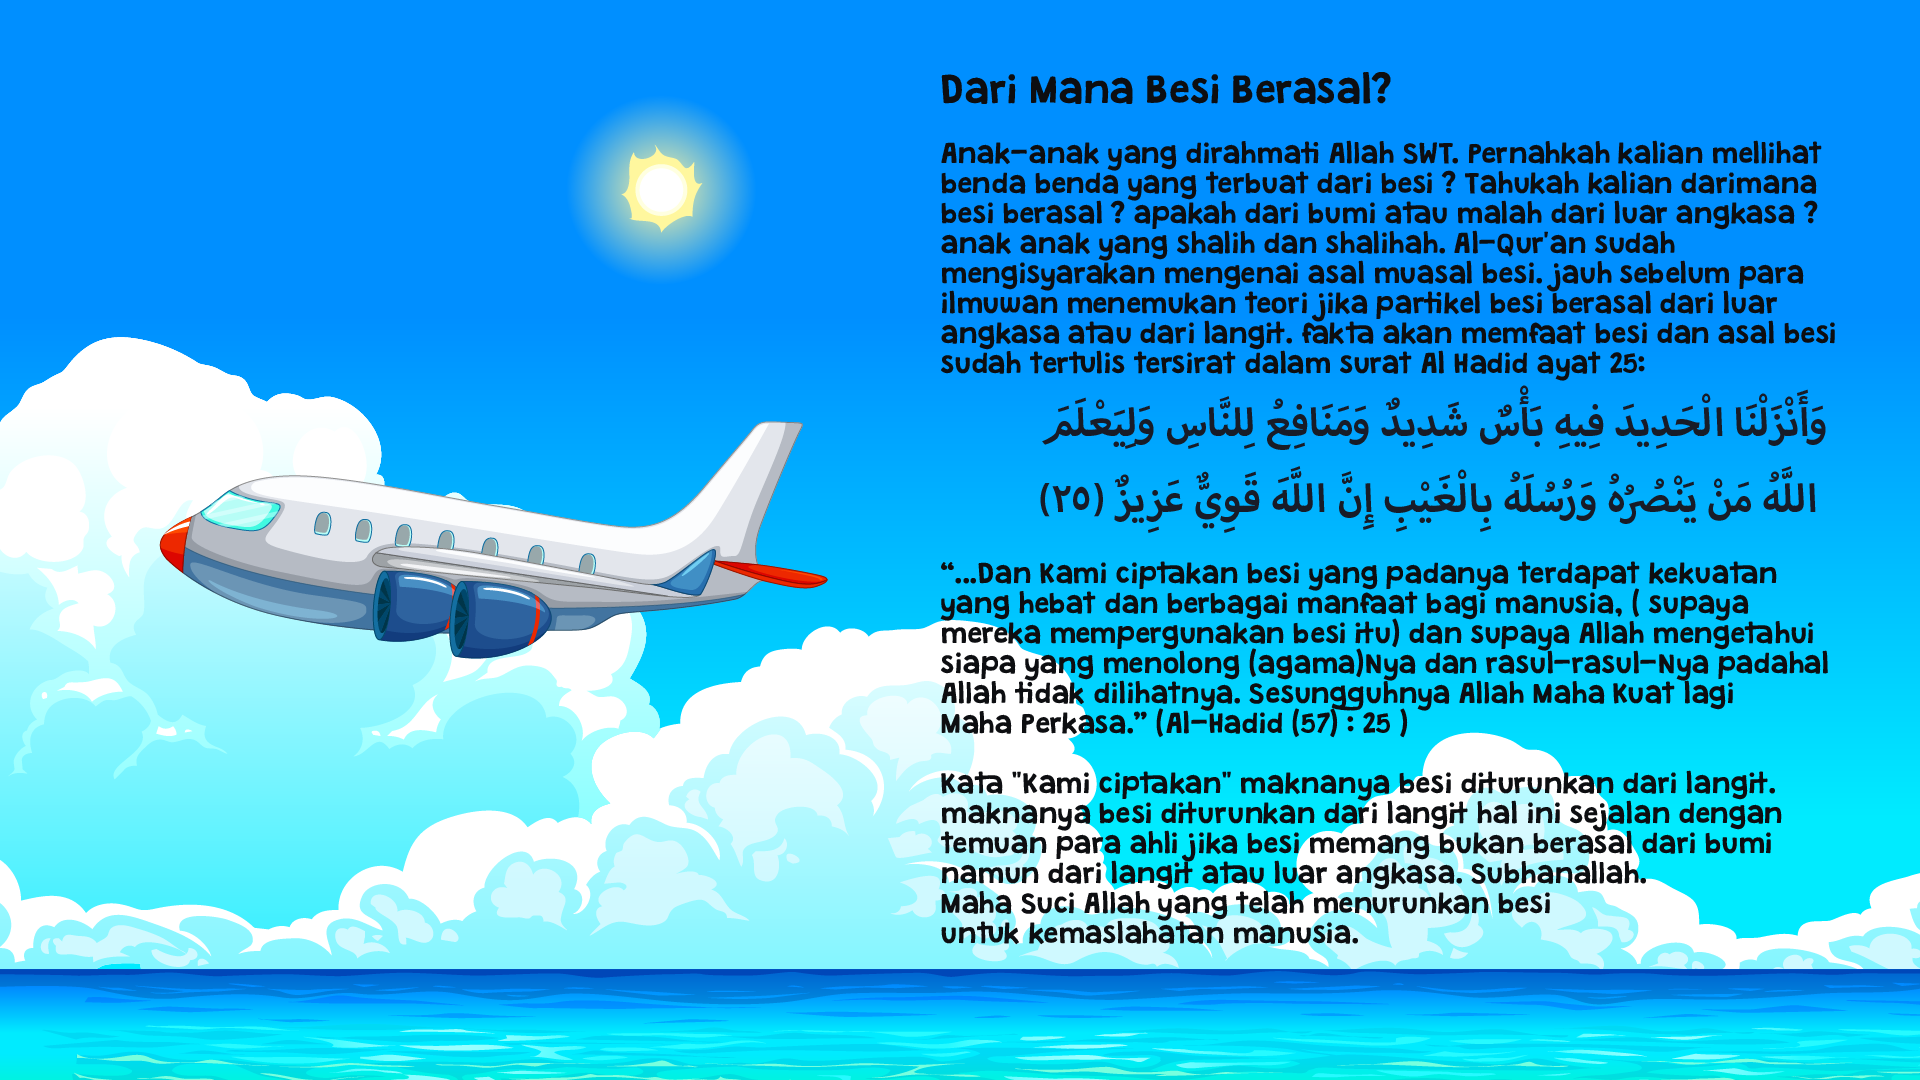 Dari Mana Besi Berasal?
Anak-anak yang dirahmati Allah SWT. Pernahkah kalian mellihat
benda benda yang terbuat dari besi ? Tahukah kalian darimana
besi berasal ? apakah dari bumi atau malah dari luar angkasa ?
anak anak yang shalih dan shalihah. Al-Qur'an sudah
mengisyarakan mengenai asal muasal besi. jauh sebelum para
ilmuwan menemukan teori jika partikel besi berasal dari luar
angkasa atau dari langit. fakta akan memfaat besi dan asal besi
sudah tertulis tersirat dalam surat Al Hadid ayat 25:
وَأَنْزَلْنَا الْحَدِيدَ فِيهِ بَأْسٌ شَدِيدٌ وَمَنَافِعُ لِلنَّاسِ وَلِيَعْلَمَ
اللَّهُ مَنْ يَنْصُرُهُ وَرُسُلَهُ بِالْغَيْبِ إِنَّ اللَّهَ قَوِيٌّ عَزِيزٌ (٢٥)
“...Dan Kami ciptakan besi yang padanya terdapat kekuatan
yang hebat dan berbagai manfaat bagi manusia, ( supaya
mereka mempergunakan besi itu) dan supaya Allah mengetahui
siapa yang menolong (agama)Nya dan rasul-rasul-Nya padahal
Allah tidak dilihatnya. Sesungguhnya Allah Maha Kuat lagi
Maha Perkasa.” (Al-Hadid (57) : 25 )
Kata "Kami ciptakan" maknanya besi diturunkan dari langit.
maknanya besi diturunkan dari langit hal ini sejalan dengan
temuan para ahli jika besi memang bukan berasal dari bumi
namun dari langit atau luar angkasa. Subhanallah.
Maha Suci Allah yang telah menurunkan besi
untuk kemaslahatan manusia.